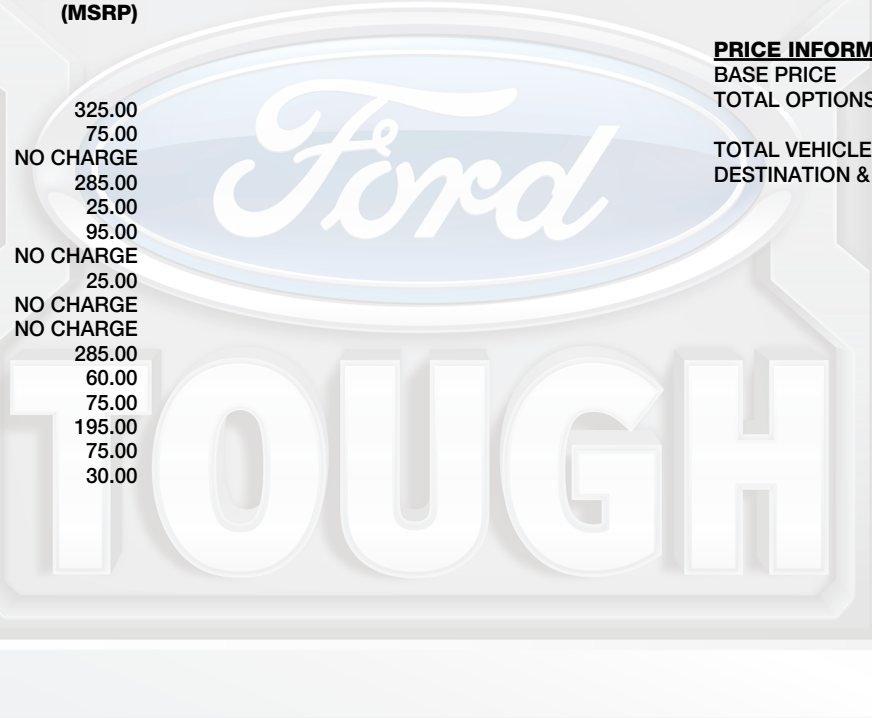 (MSRP)
325.00
75.00
NO CHARGE
285.00
25.00
95.00
NO CHARGE
25.00
NO CHARGE
NO CHARGE
285.00
60.00
75.00
195.00
75.00
30.00
PRICE INFORM
BASE PRICE
TOTAL OPTIONS
TOTAL VEHICLE
DESTINATION &
Ford
TOUGH